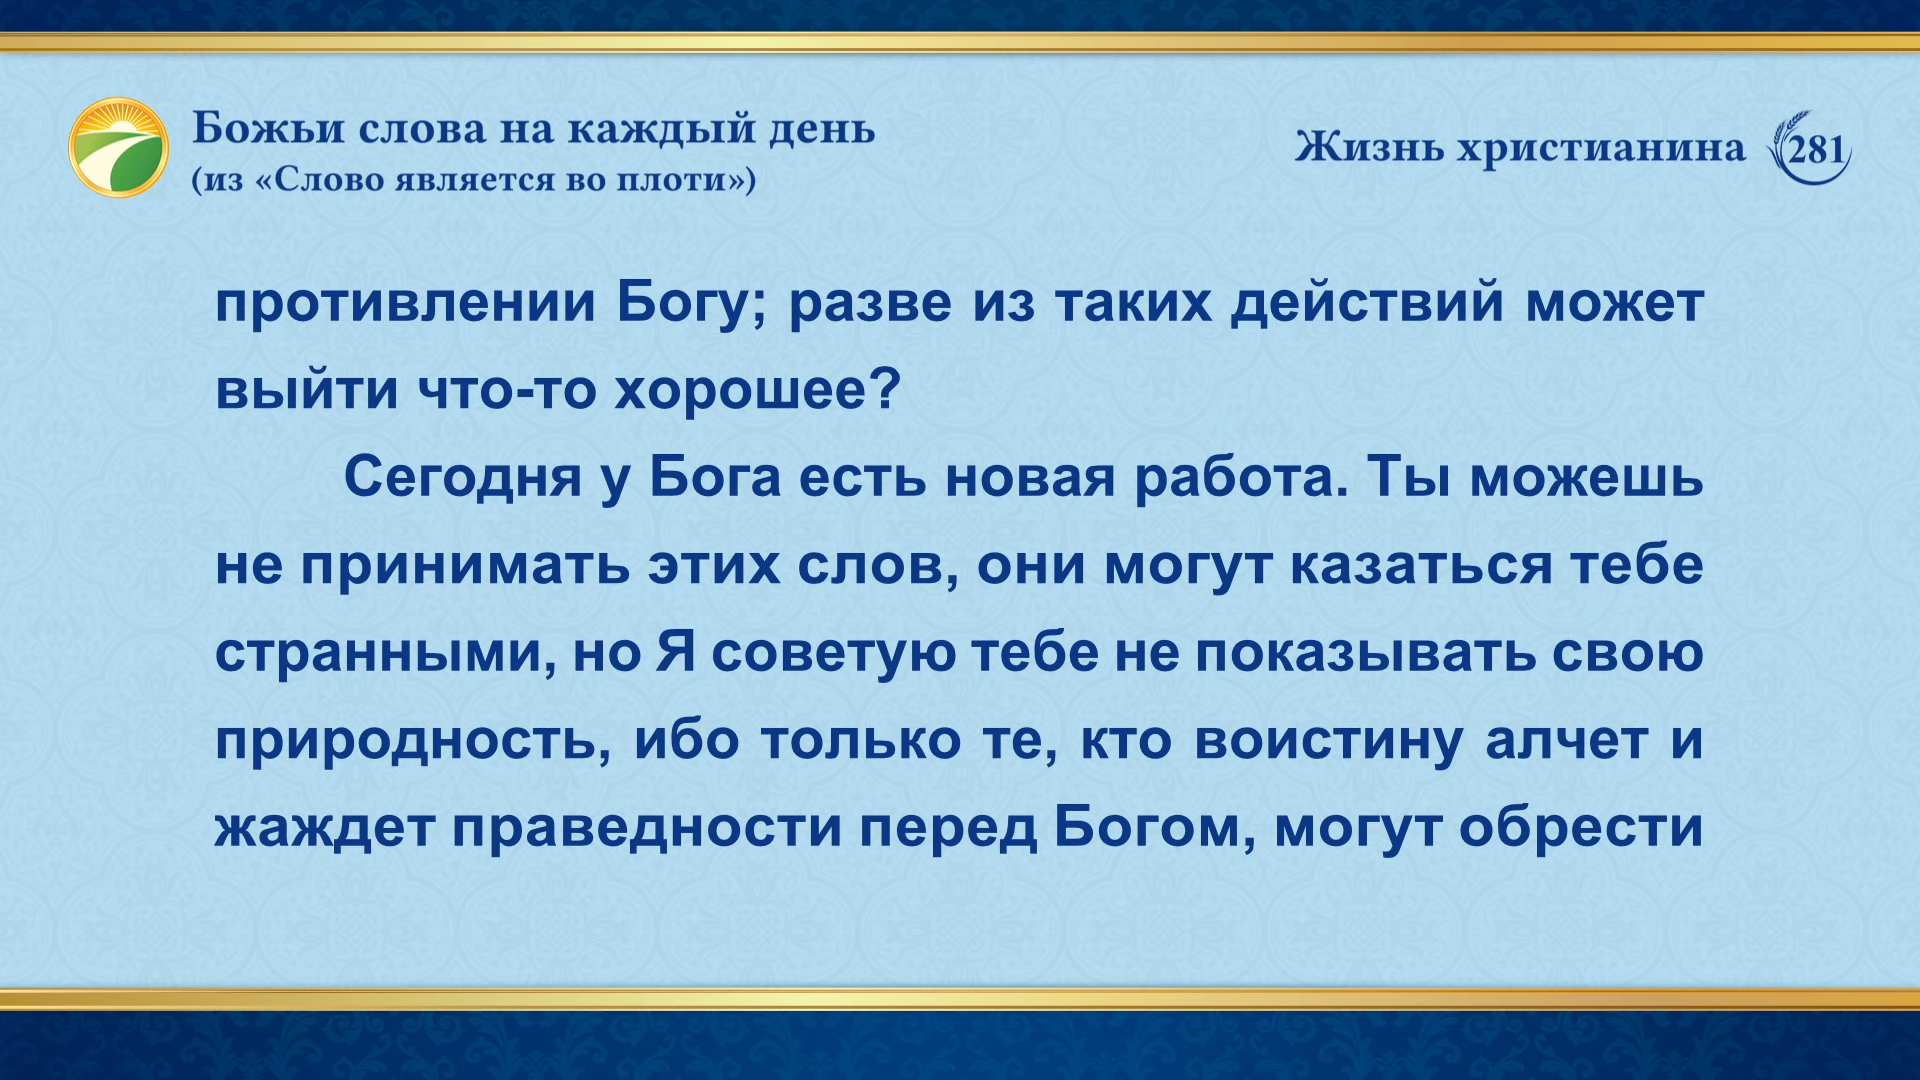 Божьи слова на каждый день
(из «Слово является во плоти»)
Жизнь христианина 281
противлении Богу; разве из таких действий может
выйти что-то хорошее?
Сегодня у Бога есть новая работа. Ты можешь
не принимать этих слов, они могут казаться тебе
странными, но Я советую тебе не показывать свою
природность, ибо только те, кто воистину алчет и
жаждет праведности перед Богом, могут обрести